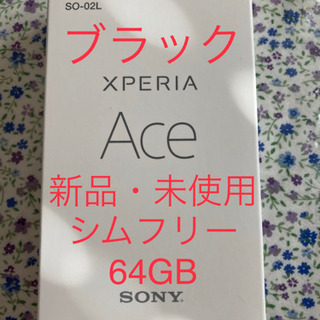 SO-02L
ブラック
XPERIA
Ace
新品・未使用
シムフリー
64GB
SONY